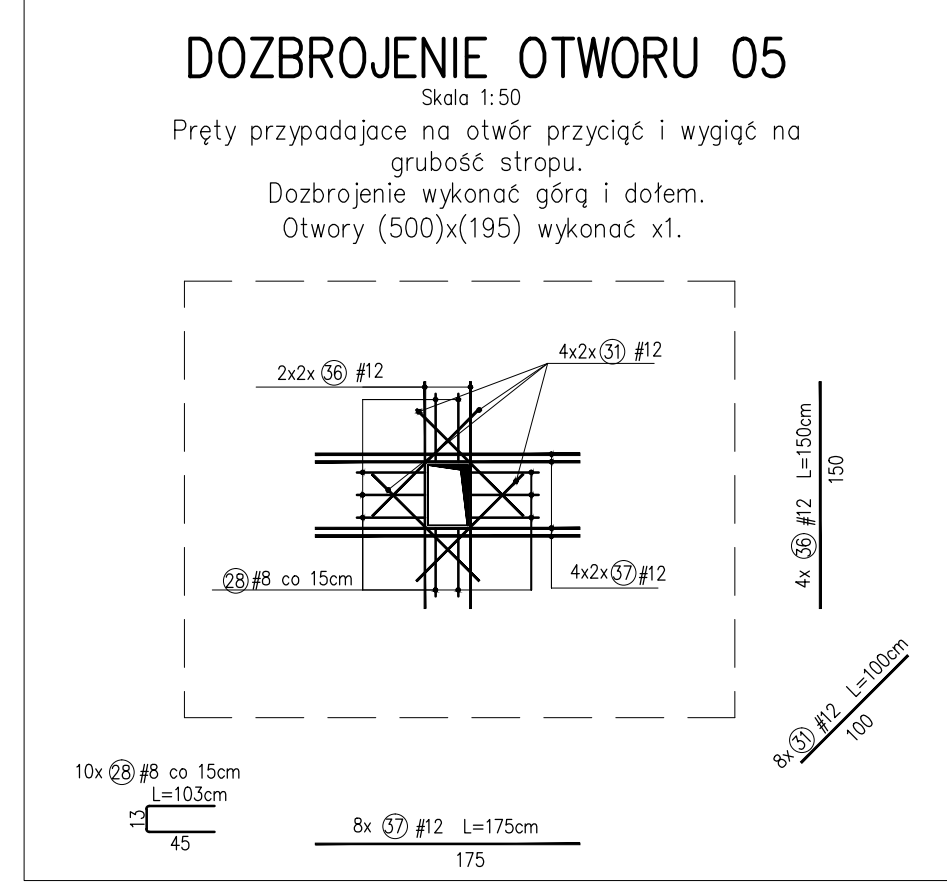 DOZBROJENIE OTWORU 05
Skala 1:50
Pręty przypadajace na otwór przyciąć i wygiąć na
grubość stropu.
Dozbrojenie wykonać górą i dołem.
Otwory (500)x(195) wykonać x1.
4x2x 31 #12
2x2x 36 #12
28 #8 co 15cm
4x2x 37 #12
4x 36 #12 L=150cm
150
8x 31 #12 L=100cm
100
10x 28 #8 co 15cm
L=103cm
13
45
8x 37 #12 L=175cm
175